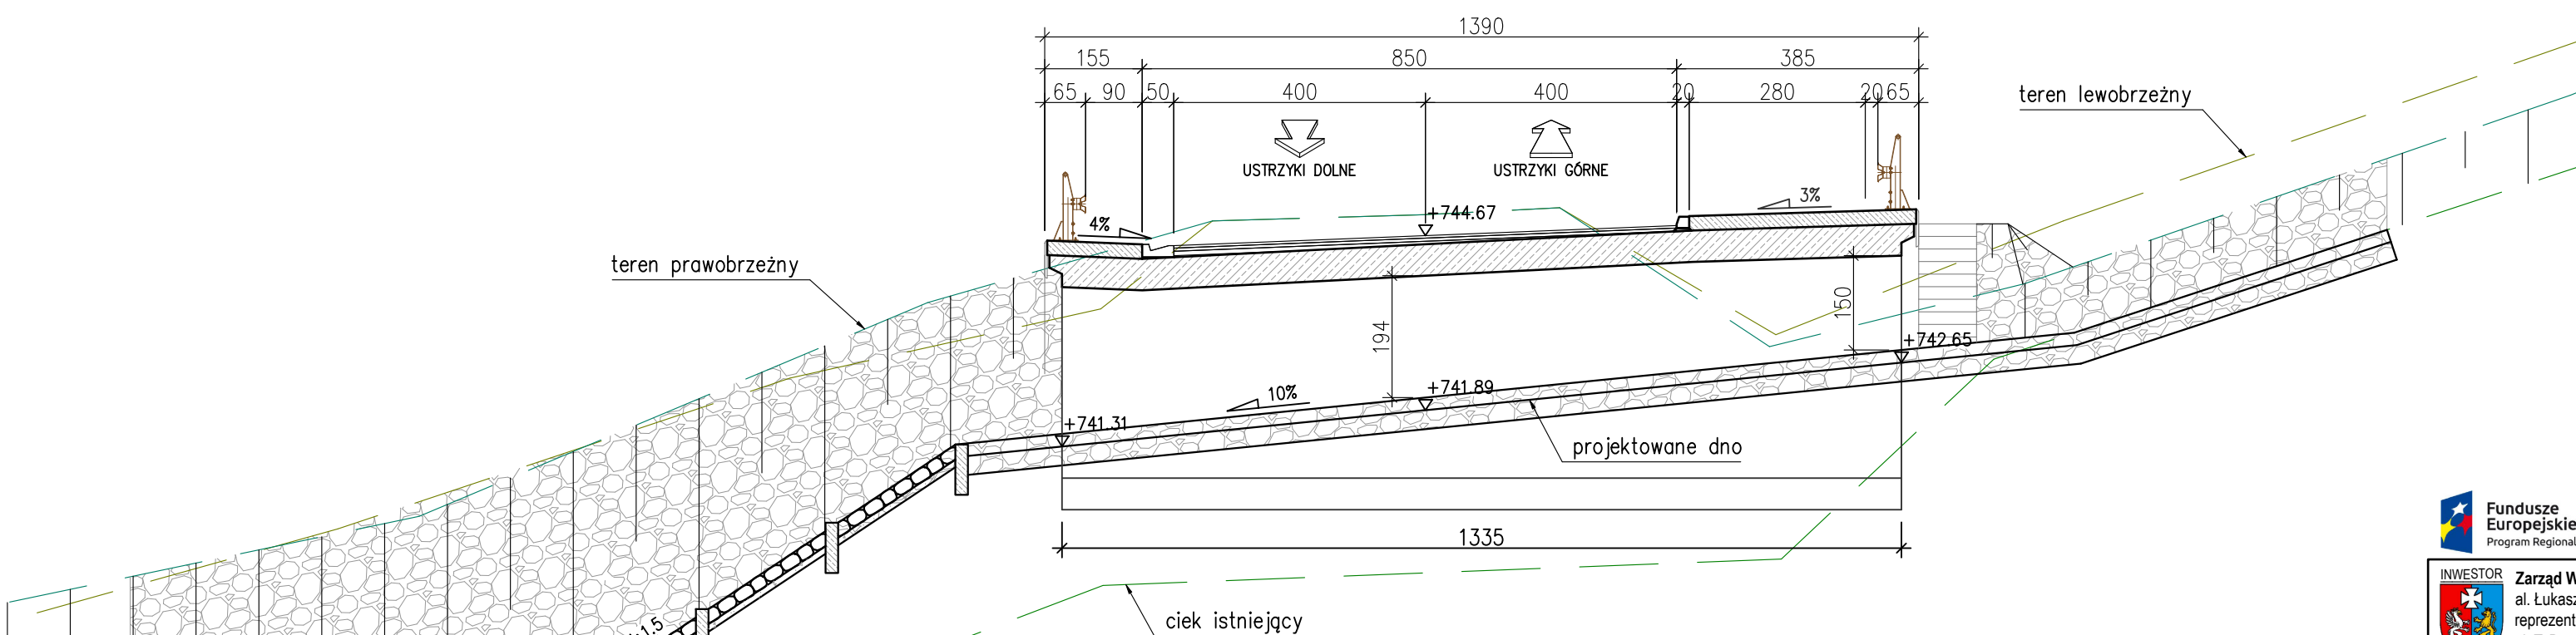 1390
155 850 385
65 90 50 400 400 20 280 20 65
teren lewobrzeżny
USTRZYKI DOLNE USTRZYKI GÓRNE
3%
+744.67
4%
teren prawobrzeżny
150
194
+742.65
+741.89
10%
+741.31
projektowane dno
1335
ciek istniejący
Fundusze
Europejskie
Program Regional
INWESTOR
Zarząd W
al. Łukasz
reprezent